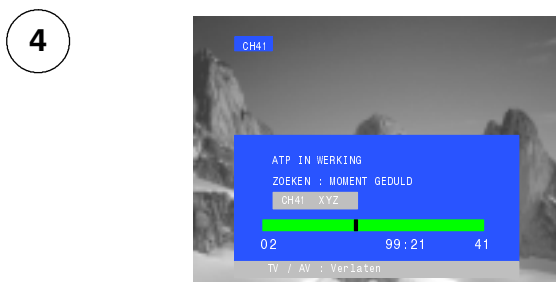 4
CH41
ATP IN WERKING
ZOEKEN : MOMENT GEDULD
CH41 XYZ
02 99:21 41
TV / AV : Verlaten